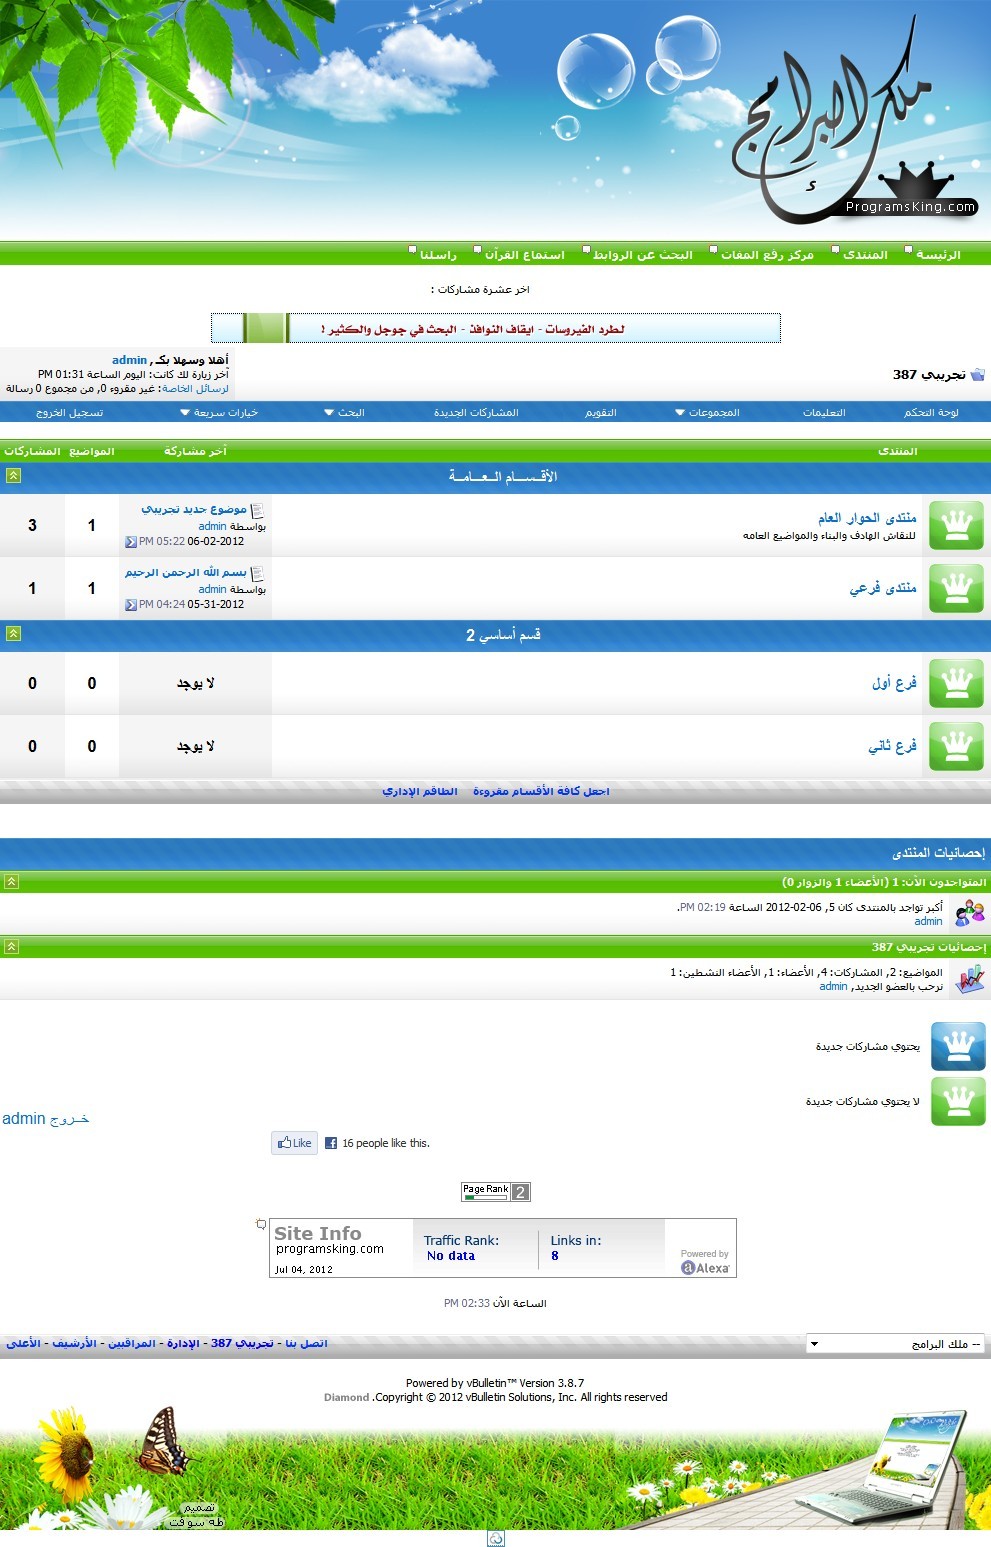 ملك البرامج
ProgramsKing.com
الرئيسة المنتدى مركز رفع الملفات البحث عن الروابط استماع القرآن راسلنا
اخر عشرة مشاركات :
لطرد الفيروسات - ايقاف النوافذ - البحث في جوجل والكثير !
تجريبي 387
أهلا وسهلا بكـ, admin
آخر زيارة لك كانت: اليوم الساعة 01:31 PM
لرسائل الخاصة: غير مقروء 0, من مجموع 0 رسالة
لوحة التحكم التعليمات المجموعات التقويم المشاركات الجديدة البحث خيارات سريعة تسجيل الخروج
المنتدى آخر مشاركة المواضيع المشاركات
الأقـســـام الــعــامــة
منتدى الحوار العام
للنقاش الهادف والبناء والمواضيع العامه
موضوع جديد تجريبي
بواسطة admin
06-02-2012 05:22 PM
1 3
منتدى فرعي
بسم الله الرحمن الرحيم
بواسطة admin
05-31-2012 04:24 PM
1 1
قسم أساسي 2
فرع أول لا يوجد 0 0
فرع ثاني لا يوجد 0 0
اجعل كافة الأقسام مقروءة الطاقم الإداري
إحصائيات المنتدى
المتواجدون الآن: 1 (الأعضاء 1 والزوار 0)
أكبر تواجد بالمنتدى كان 5, 06-02-2012 الساعة 02:19 PM.
admin
إحصائيات تجريبي 387
المواضيع: 2, المشاركات: 4, الأعضاء: 1, الأعضاء النشطين: 1
نرحب بالعضو الجديد, admin
يحتوي مشاركات جديدة
لا يحتوي مشاركات جديدة
خــروج admin
Like 16 people like this.
Page Rank 2
Site Info
programsking.com
Jul 04, 2012
Traffic Rank:
No data
Links in:
8
Powered by
Alexa
الساعة الآن 02:33 PM
-- ملك البرامج
اتصل بنا - تجريبي 387 - الإدارة - المراقبين - الأرشيف - الأعلى
Powered by vBulletin™ Version 3.8.7
Diamond .Copyright © 2012 vBulletin Solutions, Inc. All rights reserved
تصميم
طه سوفت